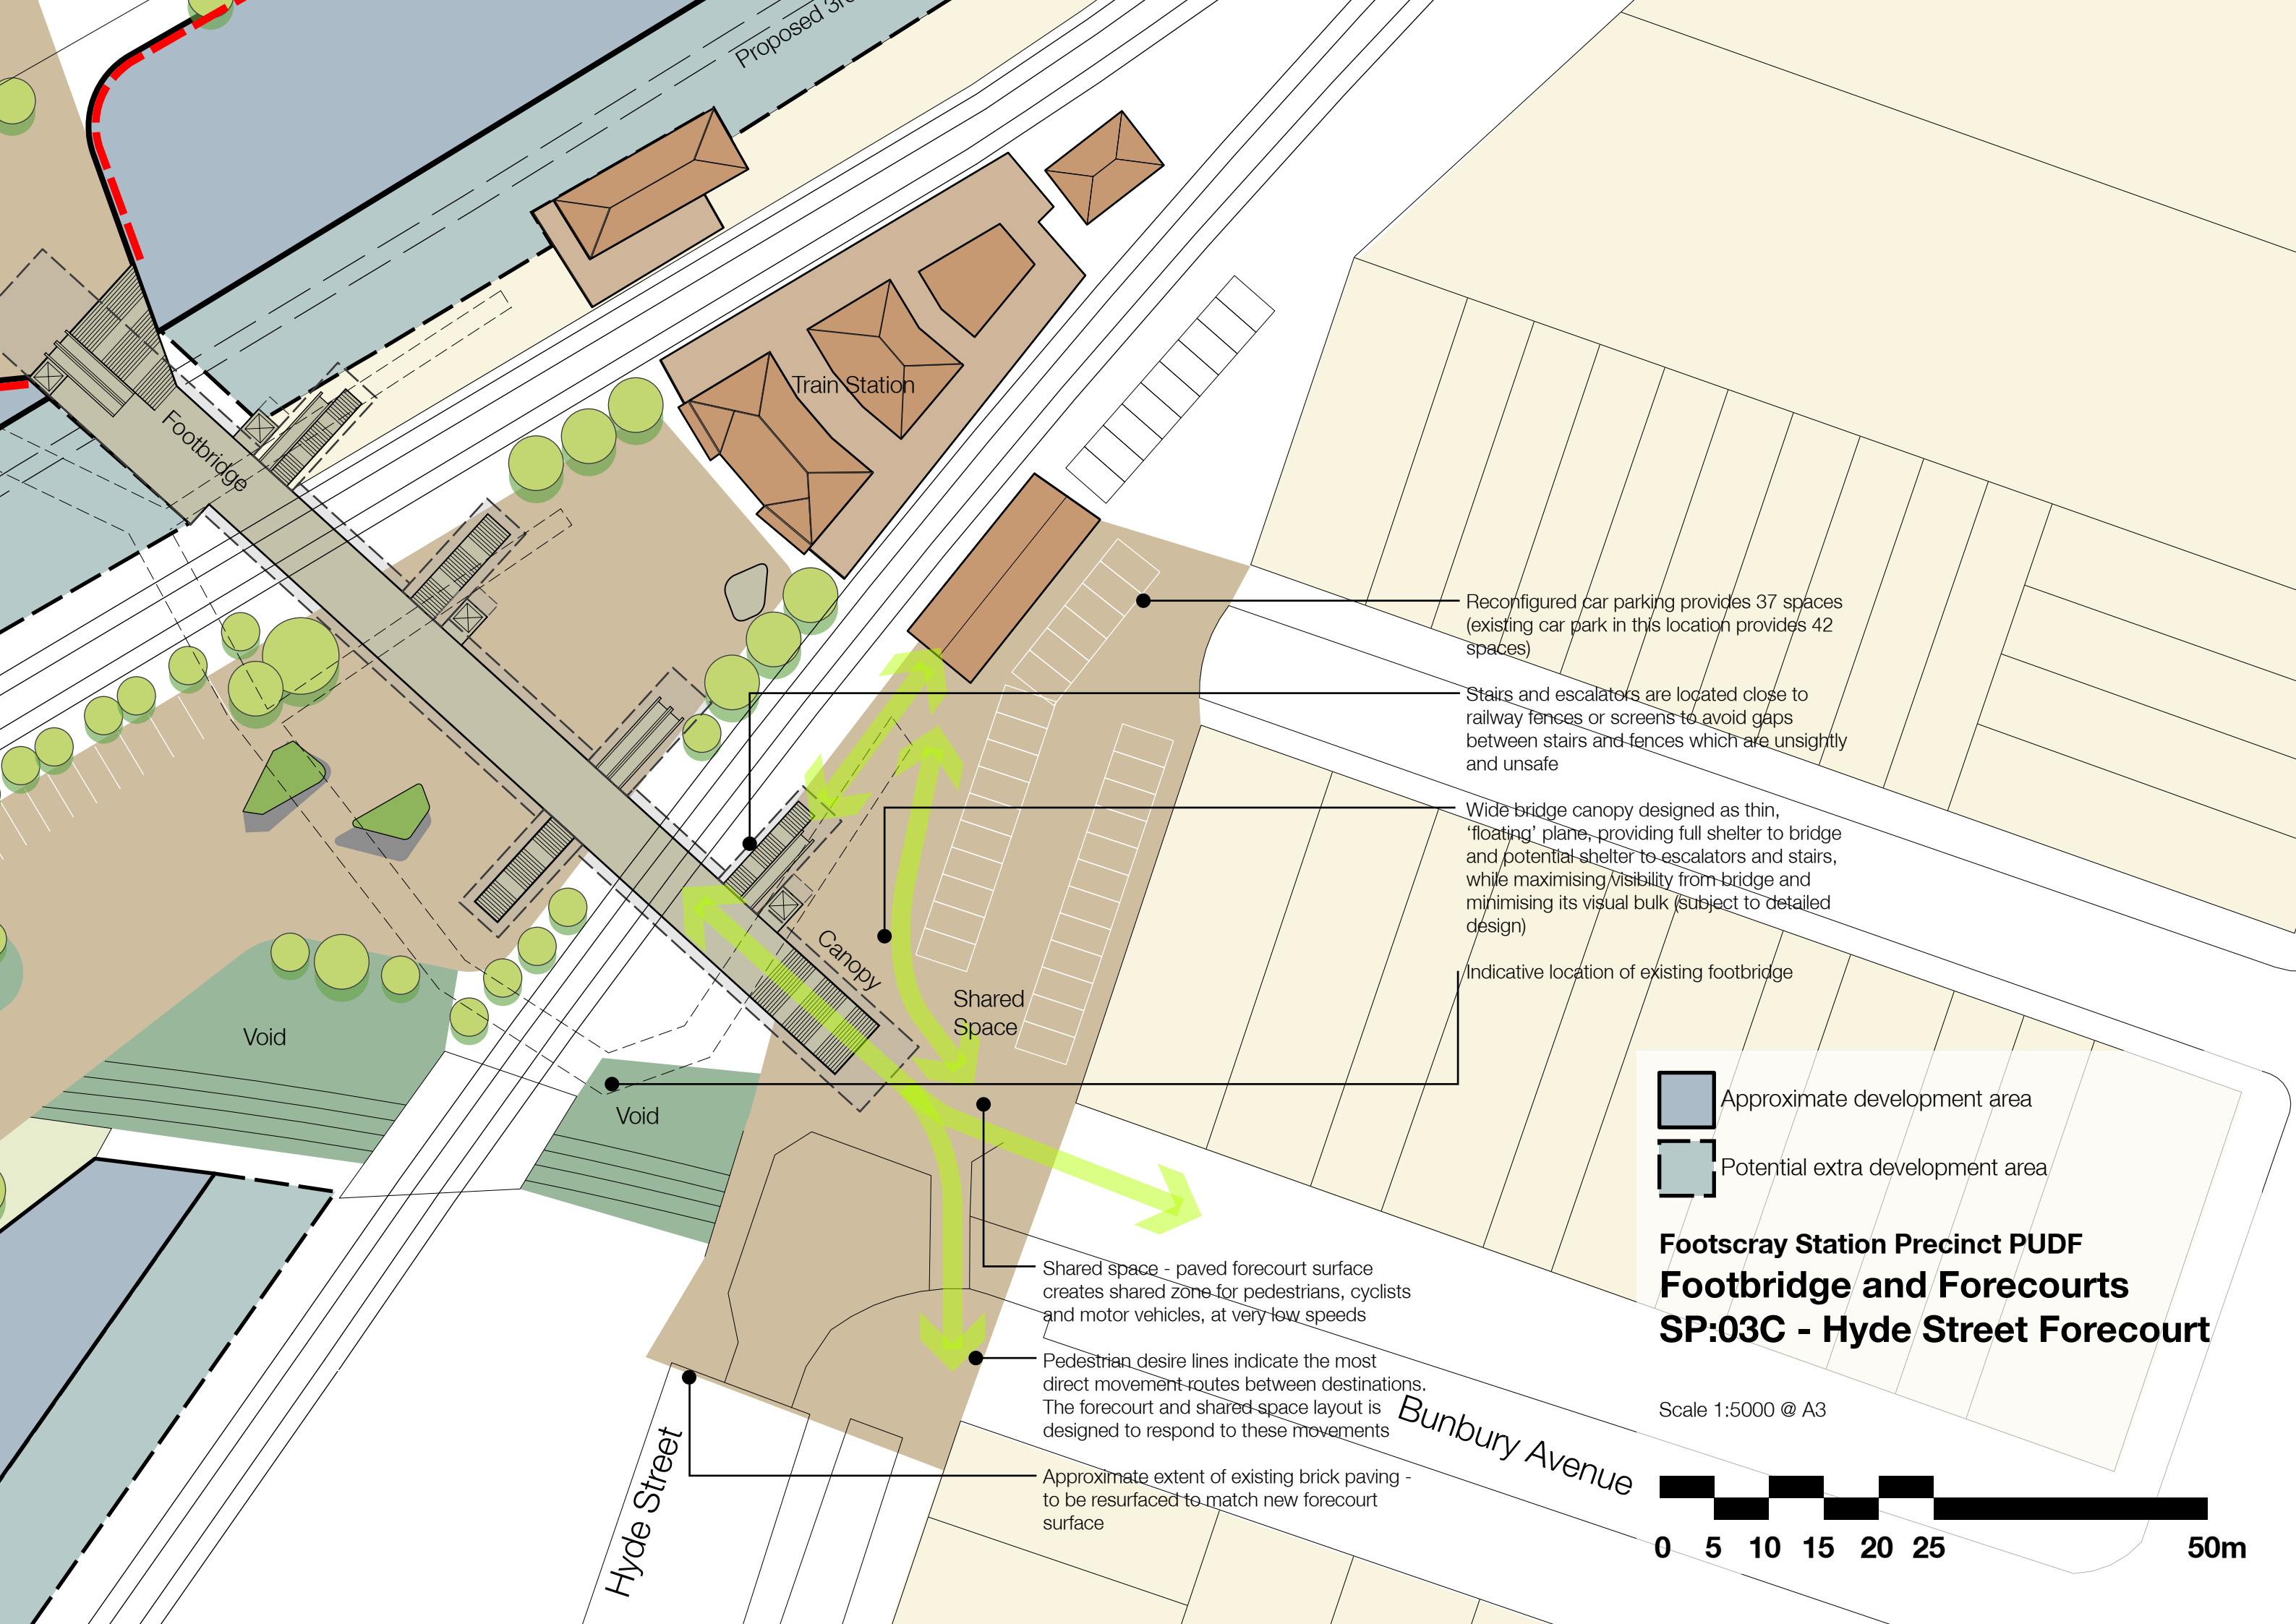 Proposed
Train Station
Footbridge
Reconfigured car parking provides 37 spaces
(existing car park in this location provides 42
spaces)
Stairs and escalators are located close to
railway fences or screens to avoid gaps
between stairs and fences which are unsightly
and unsafe
Wide bridge canopy designed as thin,
‘floating’ plane, providing full shelter to bridge
and potential shelter to escalators and stairs,
while maximising visibility from bridge and
minimising its visual bulk (subject to detailed
design)
Canopy
Indicative location of existing footbridge
Shared
Space
Void
Void
Approximate development area
Potential extra development area
Footscray Station Precinct PUDF
Footbridge and Forecourts
SP:03C - Hyde Street Forecourt
Shared space - paved forecourt surface
creates shared zone for pedestrians, cyclists
and motor vehicles, at very low speeds
Pedestrian desire lines indicate the most
direct movement routes between destinations.
The forecourt and shared space layout is
designed to respond to these movements
Approximate extent of existing brick paving -
to be resurfaced to match new forecourt
surface
Bunbury Avenue
Hyde Street
Scale 1:5000 @ A3
0 5 10 15 20 25 50m